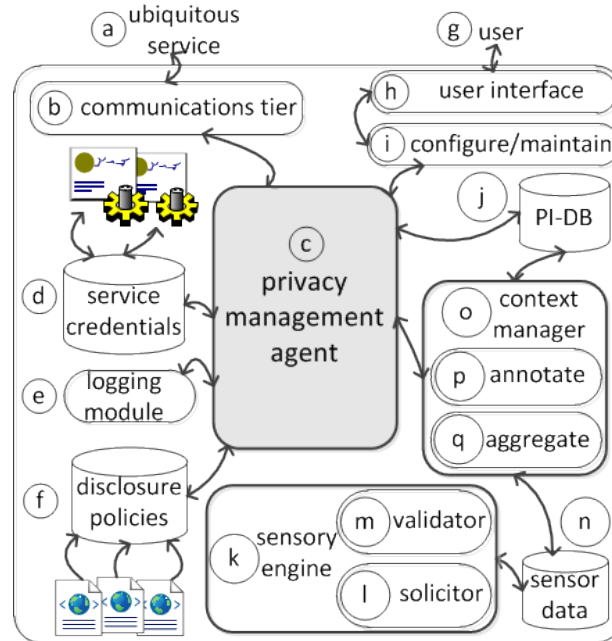 a ubiquitous
service
g user
b communications tier
h user interface
i configure/maintain
j
PI-DB
c
privacy
management
agent
d service
credentials
o context
manager
p annotate
q aggregate
e logging
module
f disclosure
policies
k sensory
engine
m validator
l solicitor
n
sensor
data